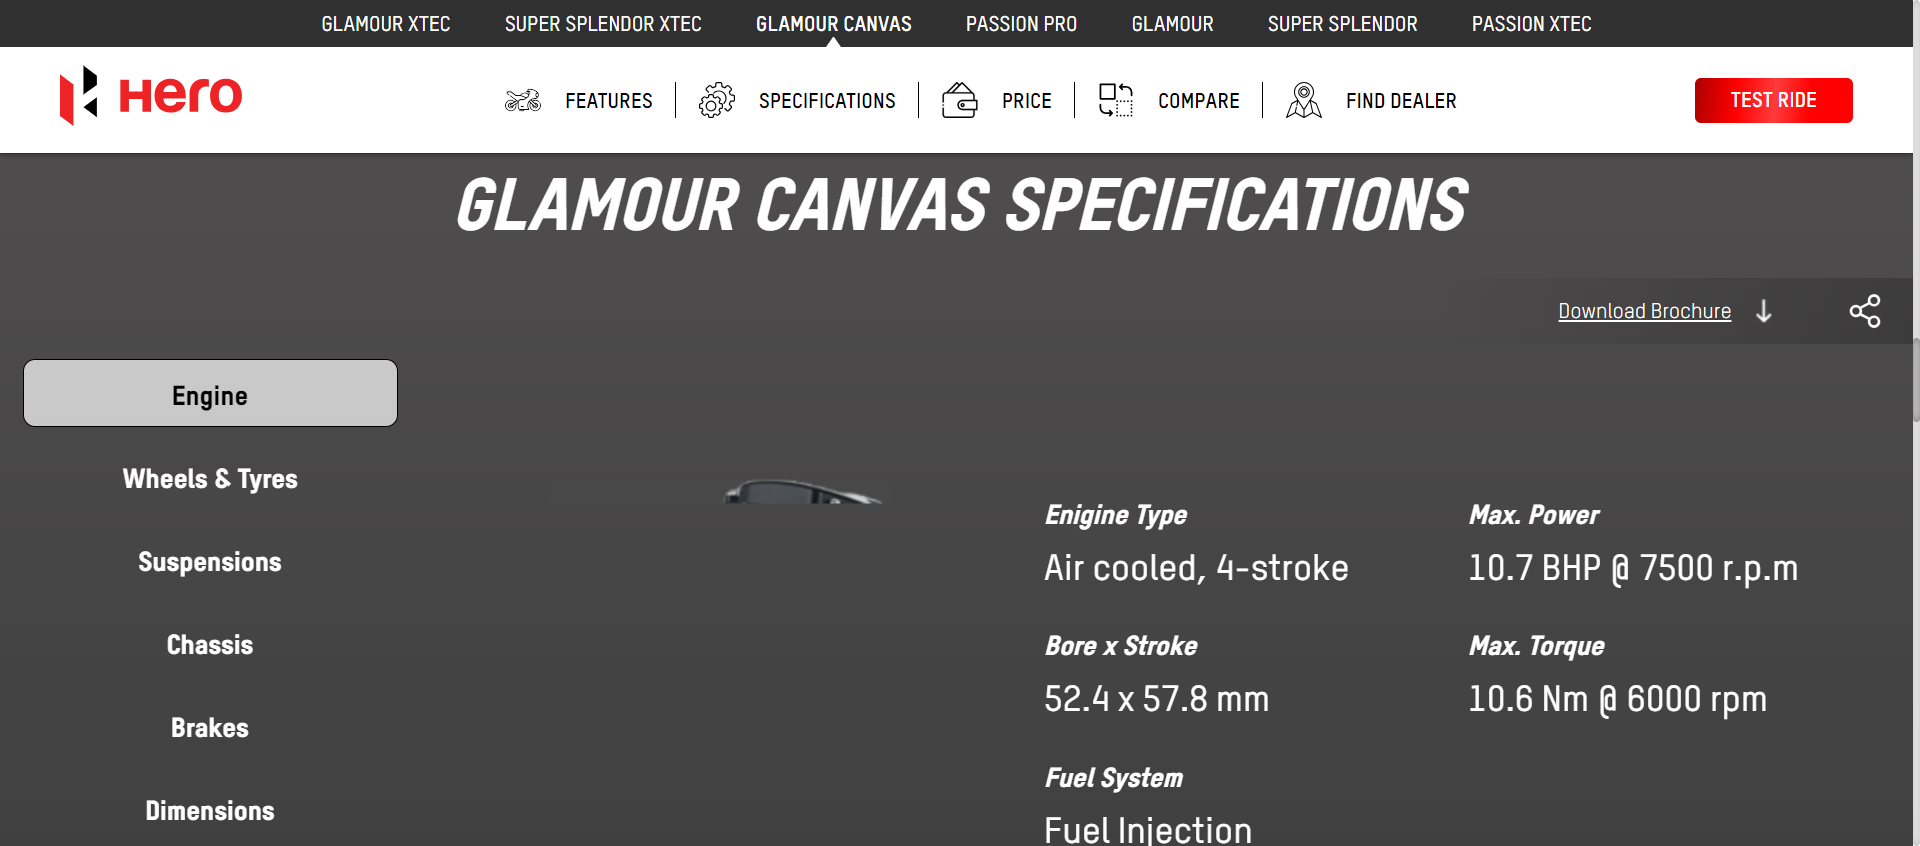 GLAMOUR XTEC SUPER SPLENDOR XTEC GLAMOUR CANVAS PASSION PRO GLAMOUR SUPER SPLENDOR PASSION XTEC
Hero FEATURES SPECIFICATIONS PRICE COMPARE FIND DEALER TEST RIDE
GLAMOUR CANVAS SPECIFICATIONS
Download Brochure
Engine
Wheels & Tyres
Suspensions
Chassis
Brakes
Dimensions
Enigine Type
Air cooled, 4-stroke
Max. Power
10.7 BHP @ 7500 r.p.m
Bore x Stroke
52.4 x 57.8 mm
Max. Torque
10.6 Nm @ 6000 rpm
Fuel System
Fuel Injection